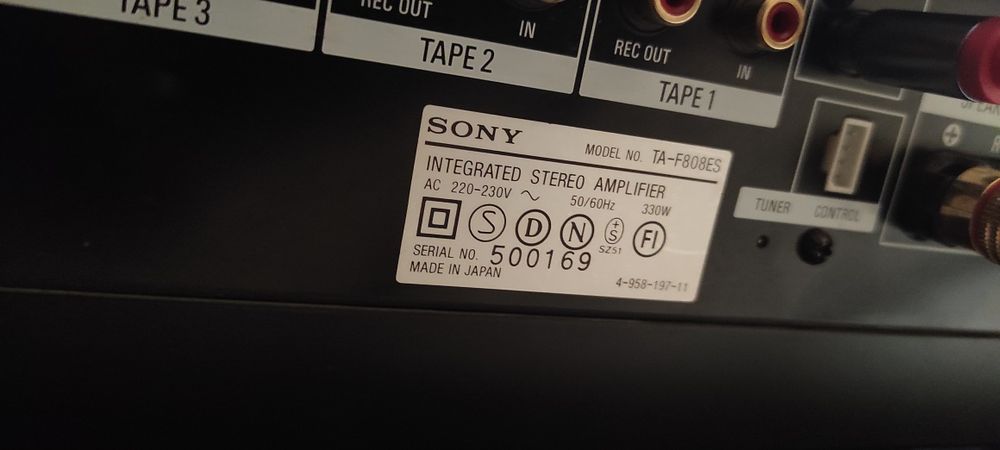 TAPE 3
REC OUT
IN
TAPE 2
REC OUT
IN
TAPE 1
SONY
MODEL NO. TA-F808ES
INTEGRATED STEREO AMPLIFIER
AC 220-230V ~ 50/60Hz 330W
S D N +S FI
SZ51
SERIAL NO. 500169
MADE IN JAPAN
4-958-197-11
TUNER CONTROL
R